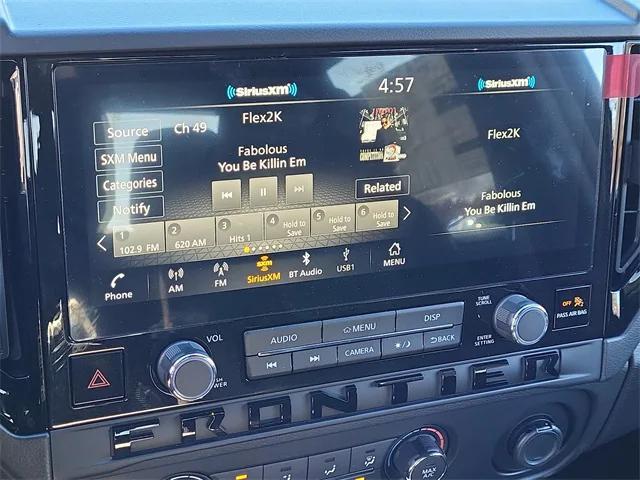 SiriusXM
4:57
SiriusXM
Source
Ch 49
Flex2K
Flex2K
SXM Menu
Fabolous
You Be Killin Em
Categories
Related
Fabolous
You Be Killin Em
Notify
1 102.9 FM
2 620 AM
3 Hits 1
4 Hold to Save
5 Hold to Save
6 Hold to Save
Phone
AM
FM
sxm
SiriusXM
BT Audio
USB1
MENU
VOL
AUDIO
MENU
DISP
CAMERA
BACK
TUNE
SCROLL
ENTER
SETTING
OFF
PASS AIR BAG
FRONTIER
MAX
A/C